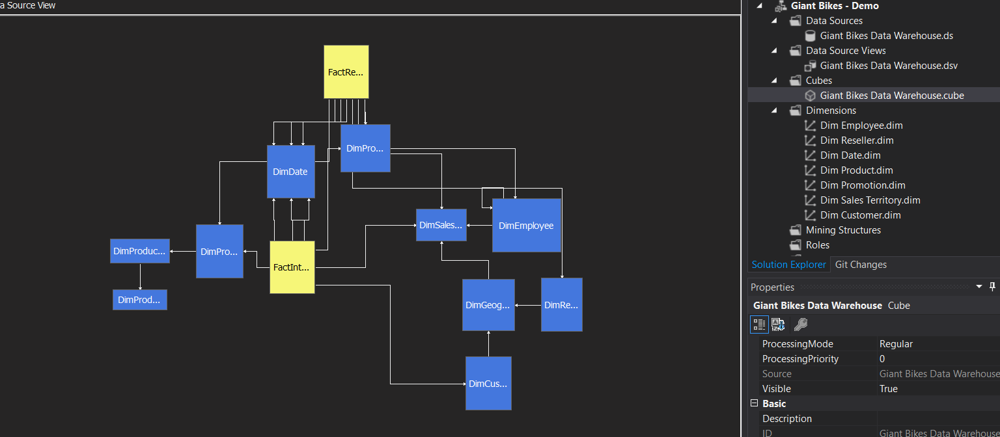 a Source View
FactRe...
DimPro...
DimDate
DimSales...
DimEmployee
DimProduc...
DimPro...
FactInt...
DimProd...
DimGeog...
DimRe...
DimCus...
Giant Bikes - Demo
Data Sources
Giant Bikes Data Warehouse.ds
Data Source Views
Giant Bikes Data Warehouse.dsv
Cubes
Giant Bikes Data Warehouse.cube
Dimensions
Dim Employee.dim
Dim Reseller.dim
Dim Date.dim
Dim Product.dim
Dim Promotion.dim
Dim Sales Territory.dim
Dim Customer.dim
Mining Structures
Roles
Solution Explorer Git Changes
Properties
Giant Bikes Data Warehouse Cube
ProcessingMode Regular
ProcessingPriority 0
Source Giant Bikes Data Warehouse
Visible True
Basic
Description
ID Giant Bikes Data Warehouse